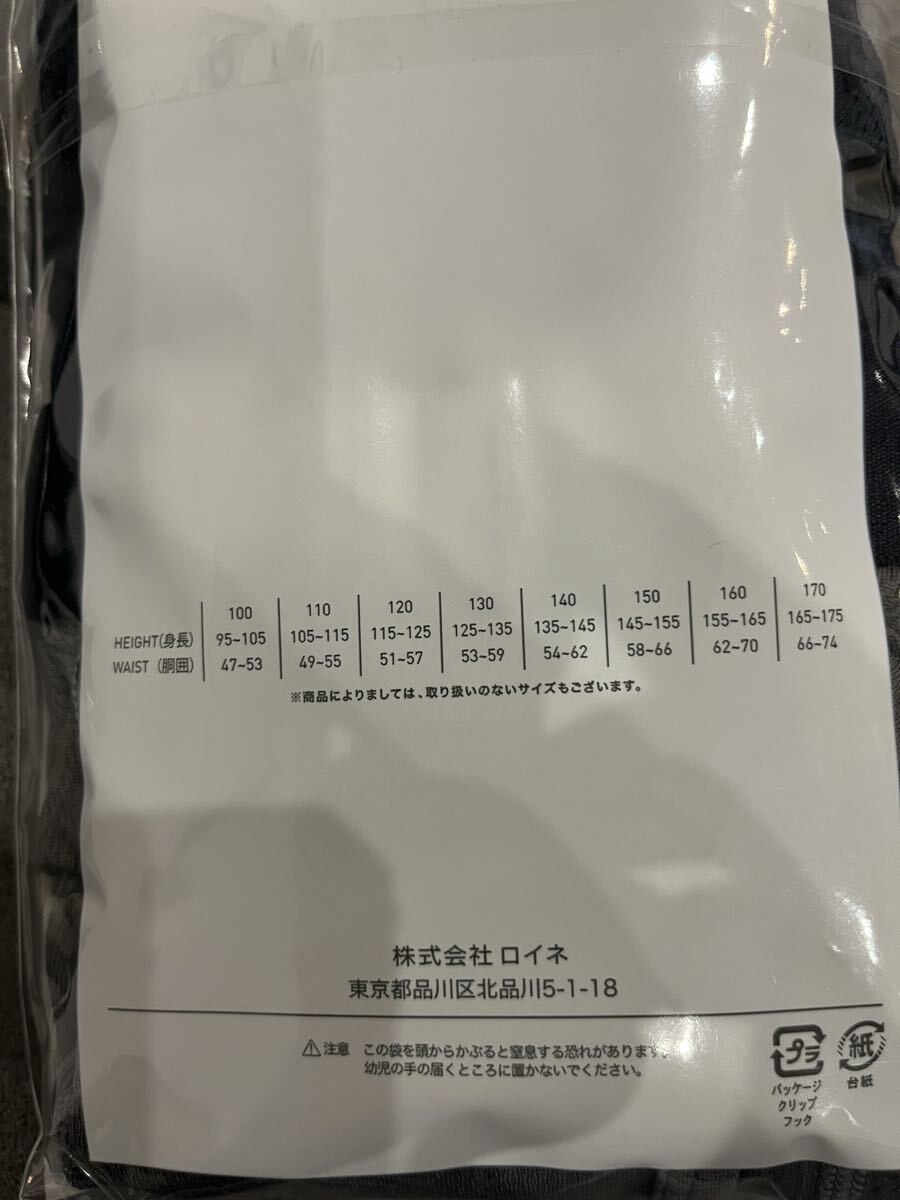 100 110 120 130 140 150 160 170
HEIGHT(身長) 95~105 105~115 115~125 125~135 135~145 145~155 155~165 165~175
WAIST (胴囲) 47~53 49~55 51~57 53~59 54~62 58~66 62~70 66~74
※商品によりましては、取り扱いのないサイズもございます。
株式会社 ロイネ
東京都品川区北品川5-1-18
⚠注意 この袋を頭からかぶると窒息する恐れがあります。
幼児の手の届くところに置かないでください。
プラ
パッケージ
クリップ
フック
紙
台紙